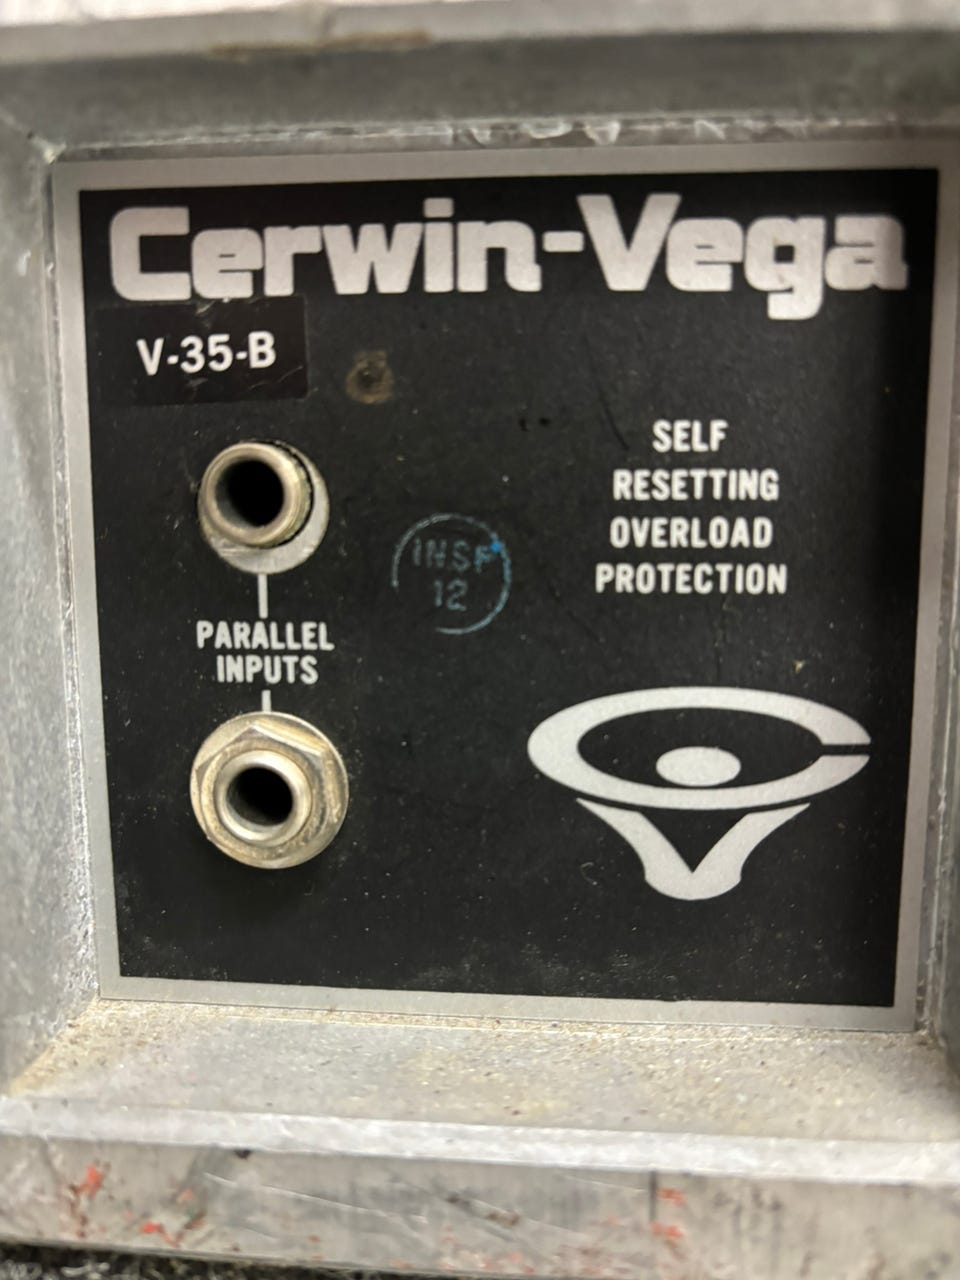 Cerwin-Vega
V-35-B
SELF
RESETTING
OVERLOAD
PROTECTION
INSP
12
PARALLEL
INPUTS